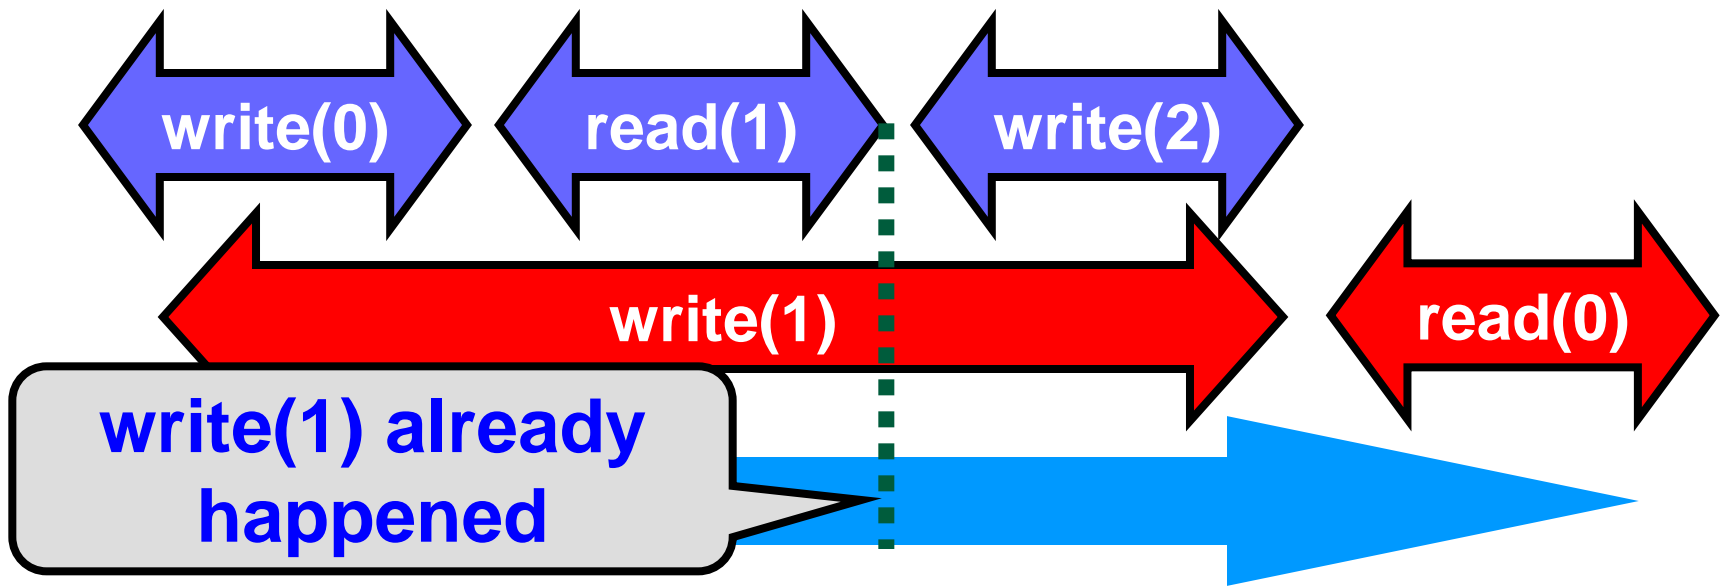 write(0) read(1) write(2)
write(1) read(0)
write(1) already
happened